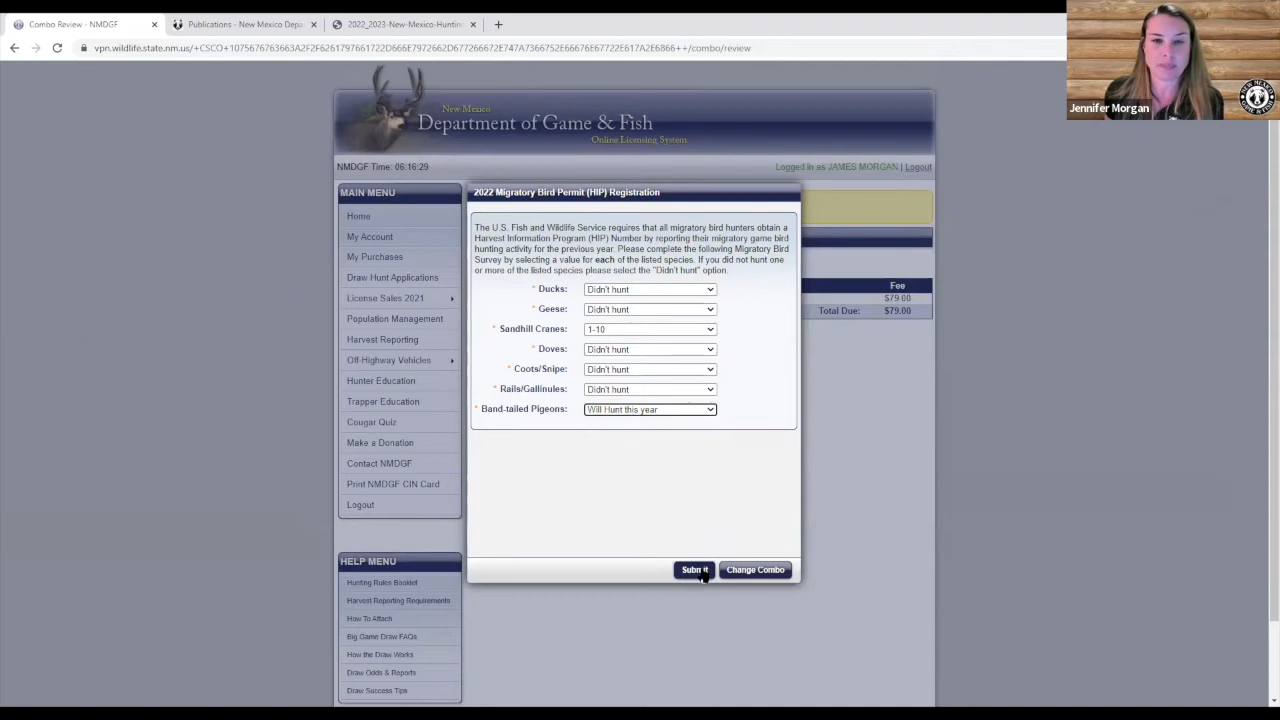 Combo Review - NMDGF
Publications - New Mexico Depa
2022_2023-New-Mexico-Hunting
Jennifer Morgan
New Mexico
Department of Game & Fish
Online Licensing System
NMDGF Time: 06:16:29
Logged in as JAMES MORGAN | Logout
MAIN MENU
Home
My Account
My Purchases
Draw Hunt Applications
License Sales 2021
Population Management
Harvest Reporting
Off-Highway Vehicles
Hunter Education
Trapper Education
Cougar Quiz
Make a Donation
Contact NMDGF
Print NMDGF CIN Card
Logout
HELP MENU
Hunting Rules Booklet
Harvest Reporting Requirements
How To Attach
Big Game Draw FAQs
How the Draw Works
Draw Odds & Reports
Draw Success Tips
2022 Migratory Bird Permit (HIP) Registration
The U.S. Fish and Wildlife Service requires that all migratory bird hunters obtain a
Harvest Information Program (HIP) Number by reporting their migratory game bird
hunting activity for the previous year. Please complete the following Migratory Bird
Survey by selecting a value for each of the listed species. If you did not hunt one
or more of the listed species please select the "Didn't hunt" option.
* Ducks: Didn't hunt
* Geese: Didn't hunt
* Sandhill Cranes: 1-10
* Doves: Didn't hunt
* Coots/Snipe: Didn't hunt
* Rails/Gallinules: Didn't hunt
* Band-tailed Pigeons: Will Hunt this year
Submit Change Combo
Fee
$79.00
Total Due: $79.00